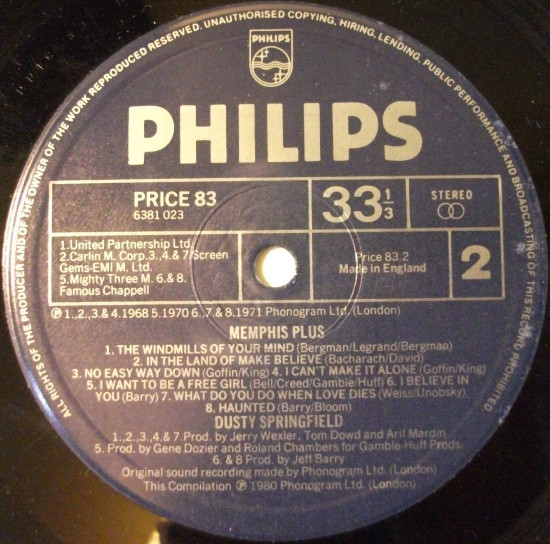 ALL RIGHTS OF THE PRODUCER AND OF THE OWNER OF THE WORK REPRODUCED RESERVED. UNAUTHORISED COPYING, HIRING, LENDING, PUBLIC PERFORMANCE AND BROADCASTING OF THIS RECORD PROHIBITED
PHILIPS
PHILIPS
PRICE 83
6381 023
33 1/3
STEREO
1.United Partnership Ltd.
2.Carlin M. Corp.3.,4.& 7/Screen
Gems-EMI M. Ltd.
5.Mighty Three M. 6.& 8.
Famous Chappell
Price 83.2
Made in England
2
℗ 1.,2.,3.& 4.1968 5.1970 6.,7.& 8.1971 Phonogram Ltd. (London)
MEMPHIS PLUS
1. THE WINDMILLS OF YOUR MIND (Bergman/Legrand/Bergman)
2. IN THE LAND OF MAKE BELIEVE (Bacharach/David)
3. NO EASY WAY DOWN (Goffin/King) 4. I CAN'T MAKE IT ALONE (Goffin/King)
5. I WANT TO BE A FREE GIRL (Bell/Creed/Gamble/Huff) 6. I BELIEVE IN
YOU (Barry) 7. WHAT DO YOU DO WHEN LOVE DIES (Weiss/Unobsky)
8. HAUNTED (Barry/Bloom)
DUSTY SPRINGFIELD
1.,2.,3.,4.& 7.Prod. by Jerry Wexler, Tom Dowd and Arif Mardin
5. Prod. by Gene Dozier and Roland Chambers for Gamble-Huff Prods.
6. & 8 Prod. by Jeff Barry
Original sound recording made by Phonogram Ltd. (London)
This Compilation ℗ 1980 Phonogram Ltd. (London)